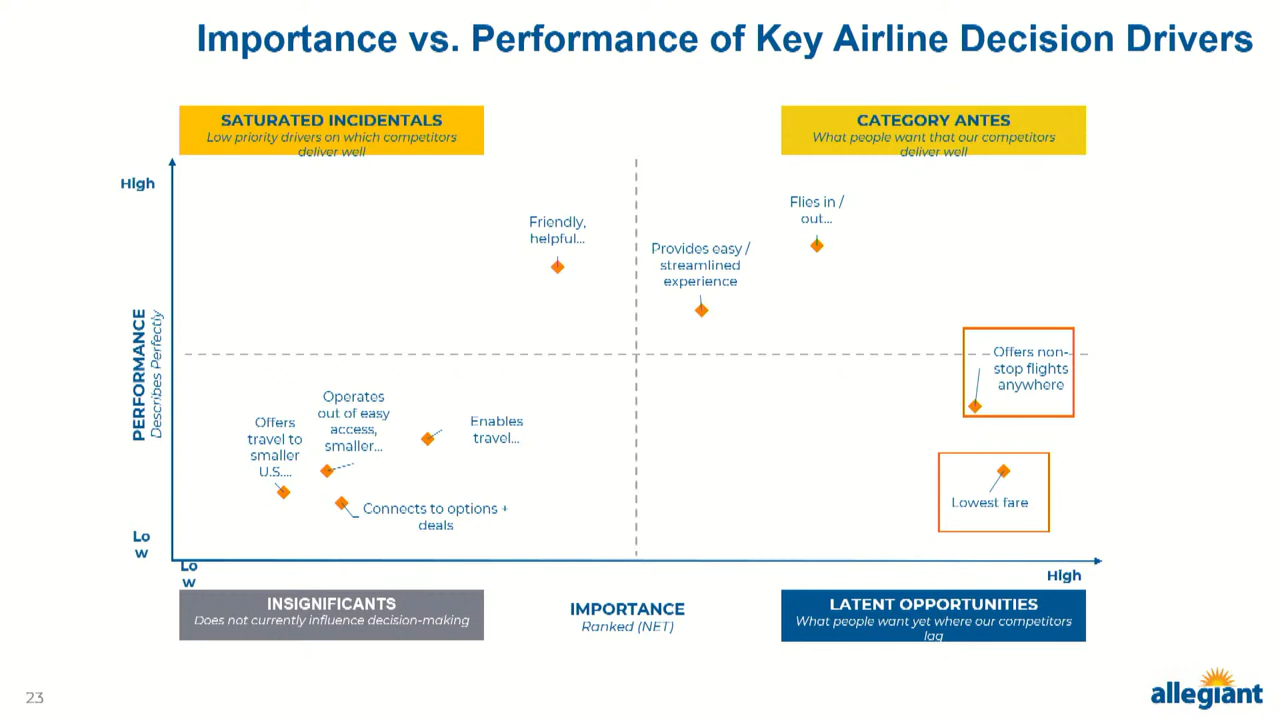 Importance vs. Performance of Key Airline Decision Drivers
SATURATED INCIDENTALS
Low priority drivers on which competitors
deliver well
CATEGORY ANTES
What people want that our competitors
deliver well
High
Flies in /
out...
Friendly,
helpful...
Provides easy /
streamlined
experience
PERFORMANCE
Describes Perfectly
Offers non-
stop flights
anywhere
Operates
out of easy
access,
smaller...
Offers
travel to
smaller
U.S....
Enables
travel...
Connects to options +
deals
Lowest fare
Lo
w
Lo
w
High
INSIGNIFICANTS
Does not currently influence decision-making
IMPORTANCE
Ranked (NET)
LATENT OPPORTUNITIES
What people want yet where our competitors
lag
23
allegiant